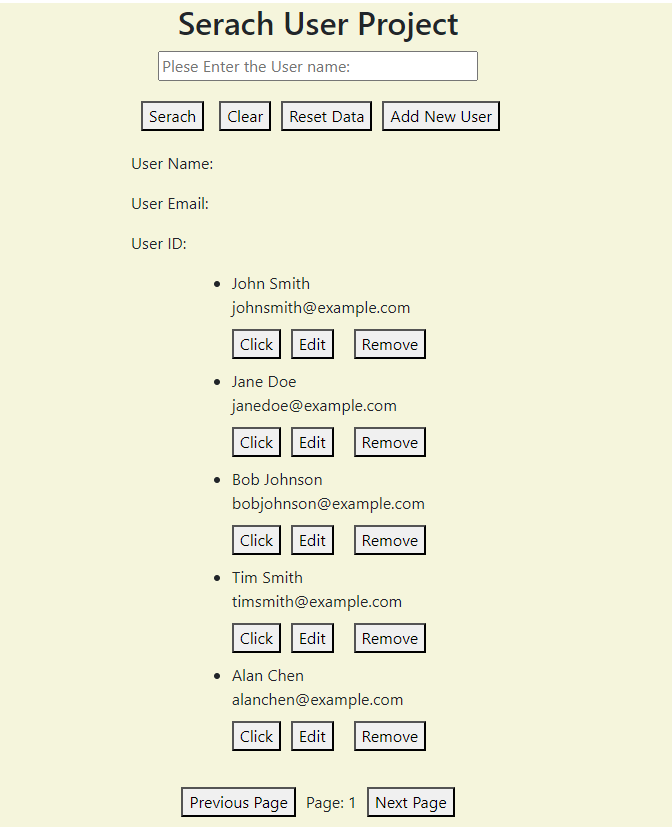 Serach User Project
Plese Enter the User name:
Serach Clear Reset Data Add New User
User Name:
User Email:
User ID:
John Smith
johnsmith@example.com
Click Edit Remove
Jane Doe
janedoe@example.com
Click Edit Remove
Bob Johnson
bobjohnson@example.com
Click Edit Remove
Tim Smith
timsmith@example.com
Click Edit Remove
Alan Chen
alanchen@example.com
Click Edit Remove
Previous Page Page: 1 Next Page